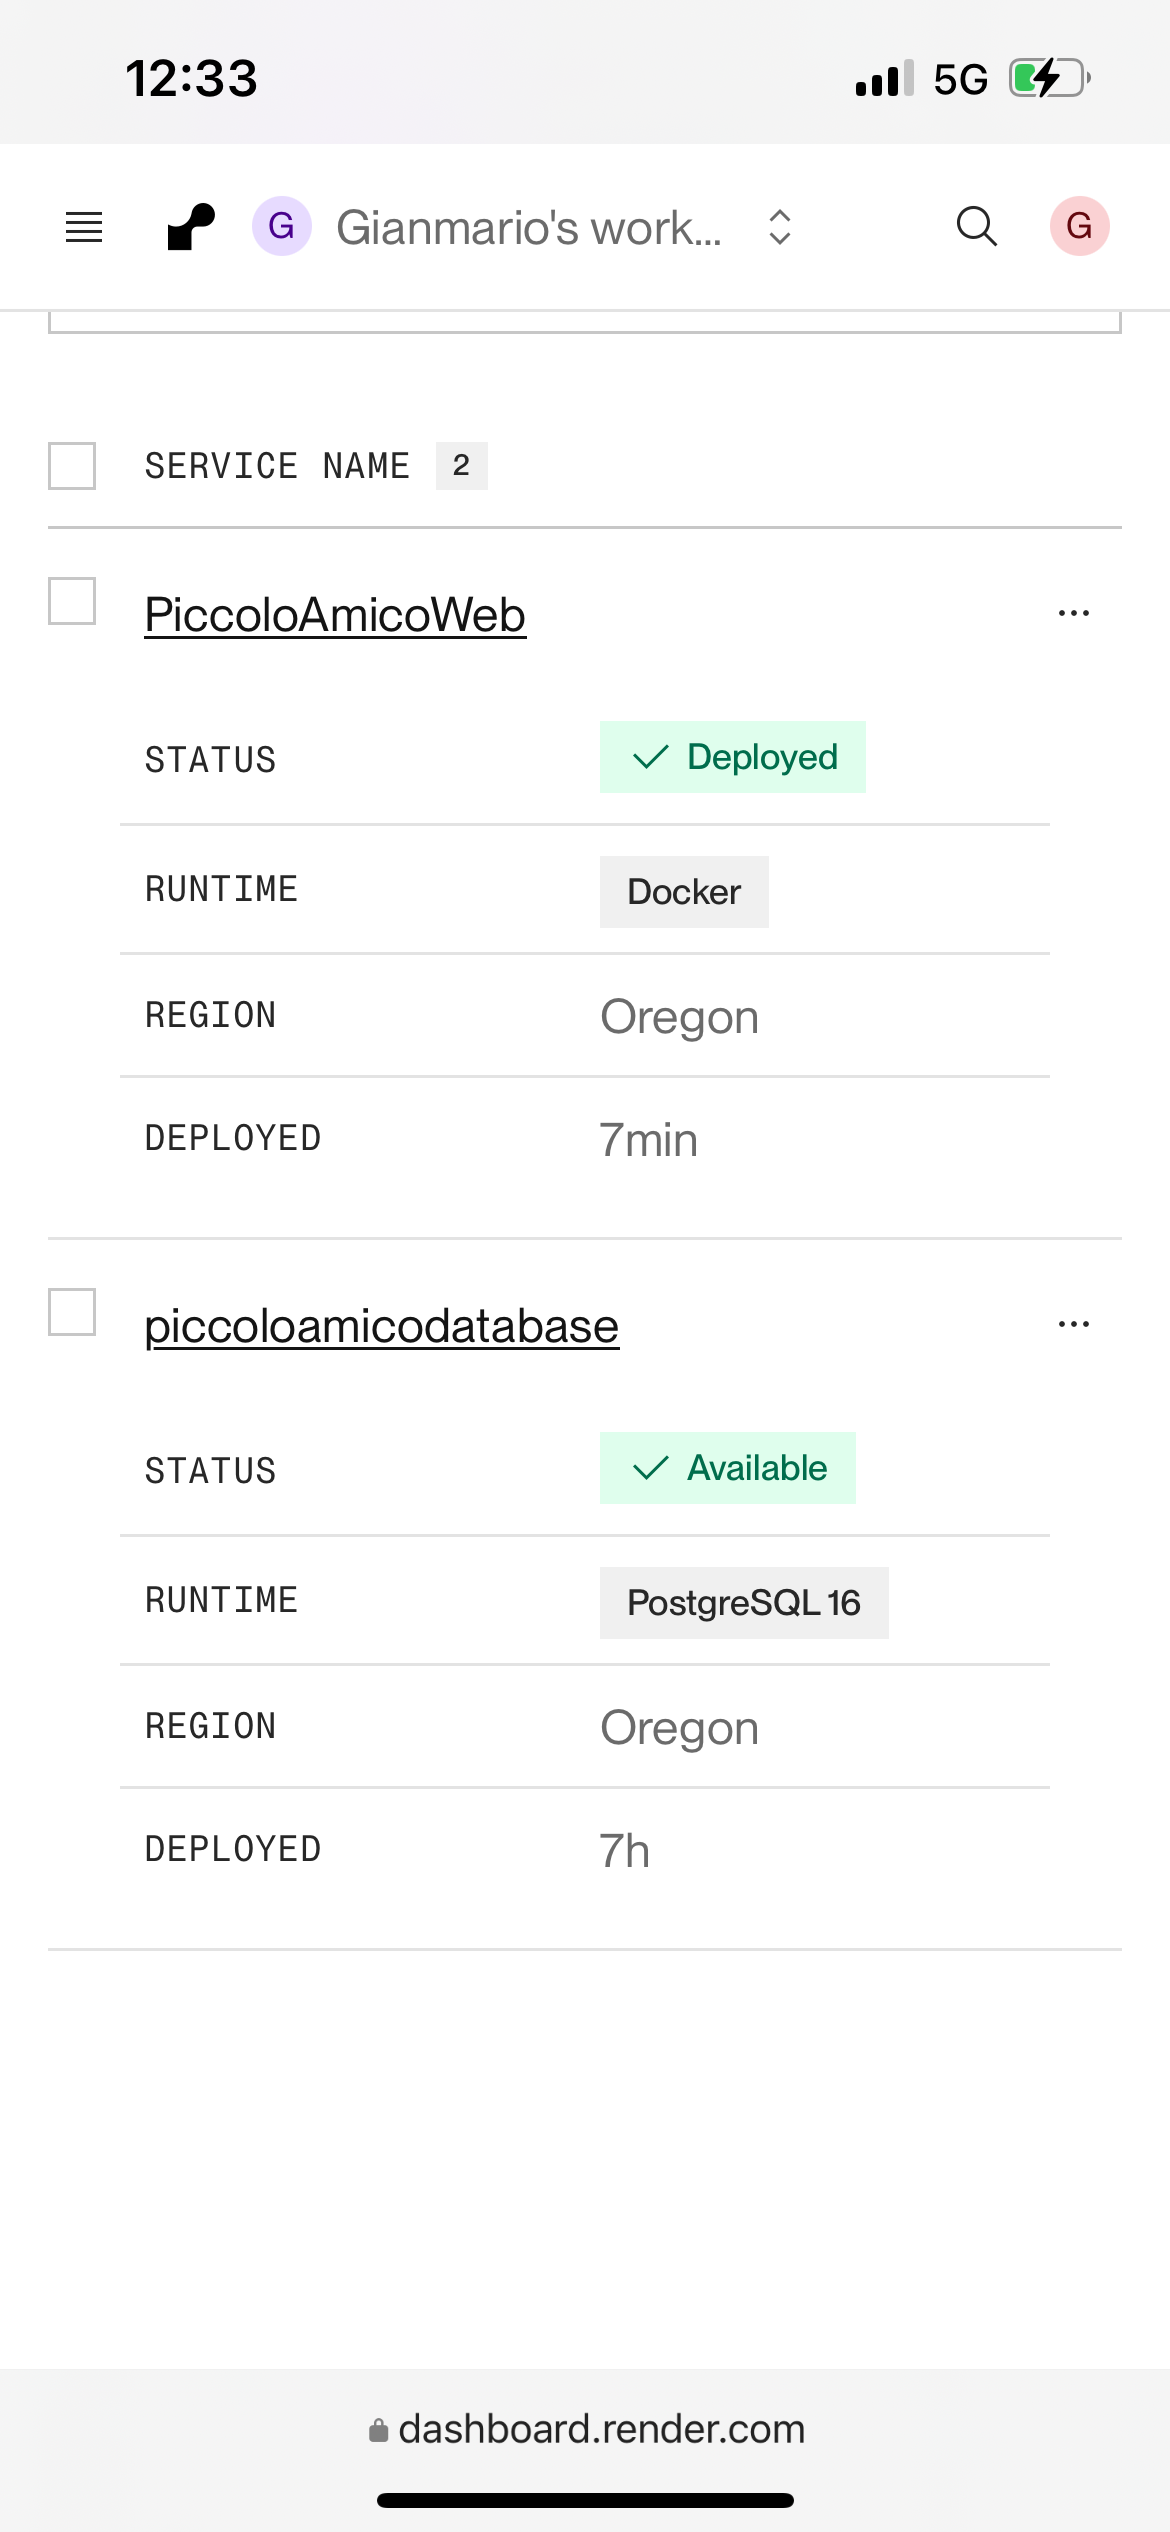 12:33 5G
G Gianmario's work... G
SERVICE NAME 2
PiccoloAmicoWeb ...
STATUS Deployed
RUNTIME Docker
REGION Oregon
DEPLOYED 7min
piccoloamicodatabase ...
STATUS Available
RUNTIME PostgreSQL 16
REGION Oregon
DEPLOYED 7h
dashboard.render.com